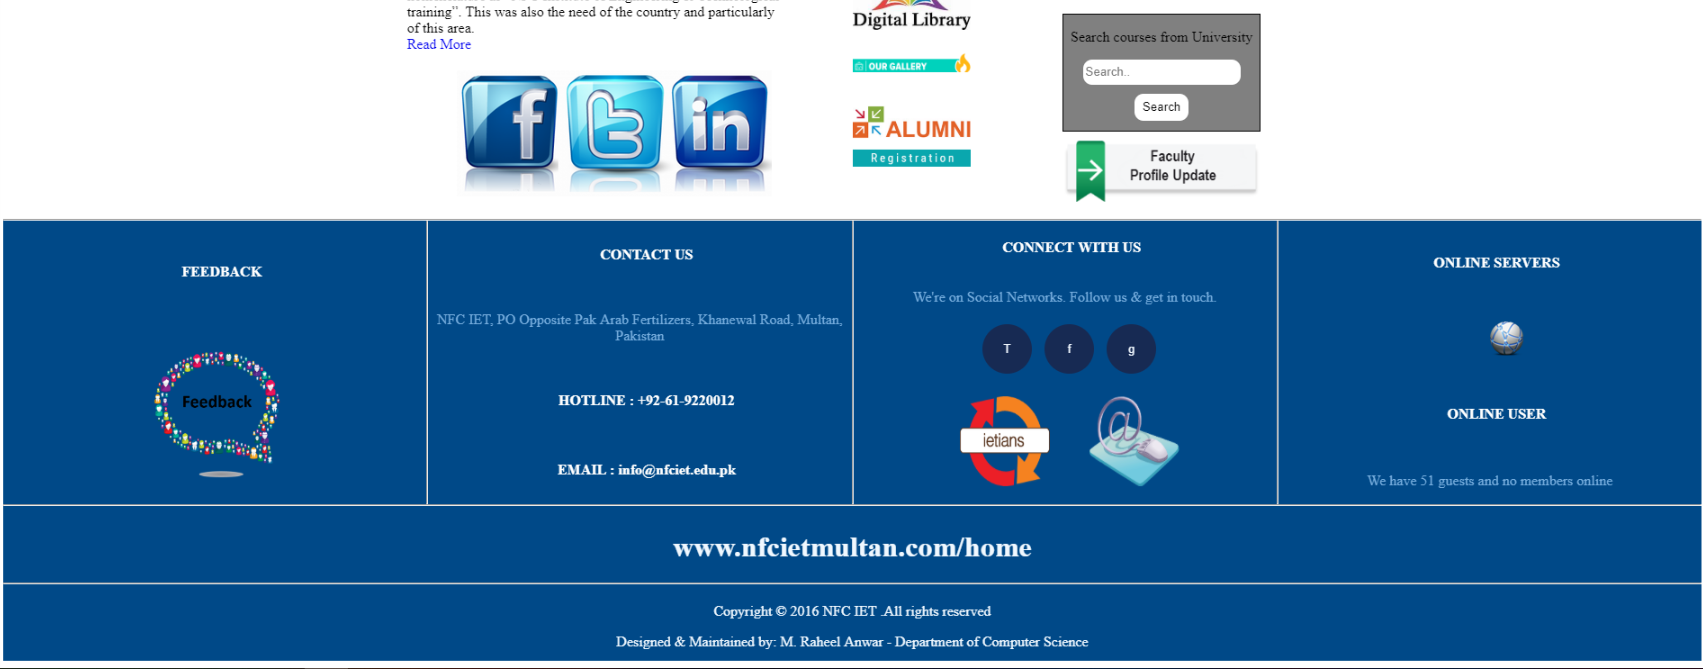 training". This was also the need of the country and particularly
of this area.
Read More
Digital Library
OUR GALLERY
ALUMNI
Registration
Search courses from University
Search..
Search
Faculty
Profile Update
FEEDBACK
Feedback
CONTACT US
NFC IET, PO Opposite Pak Arab Fertilizers, Khanewal Road, Multan,
Pakistan
HOTLINE : +92-61-9220012
EMAIL : info@nfciet.edu.pk
CONNECT WITH US
We're on Social Networks. Follow us & get in touch.
T f g
ietians
ONLINE SERVERS
ONLINE USER
We have 51 guests and no members online
www.nfcietmultan.com/home
Copyright © 2016 NFC IET .All rights reserved
Designed & Maintained by: M. Raheel Anwar - Department of Computer Science